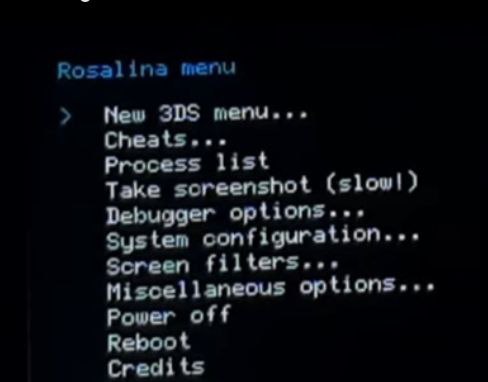 Rosalina menu
> New 3DS menu...
Cheats...
Process list
Take screenshot (slow!)
Debugger options...
System configuration...
Screen filters...
Miscellaneous options...
Power off
Reboot
Credits